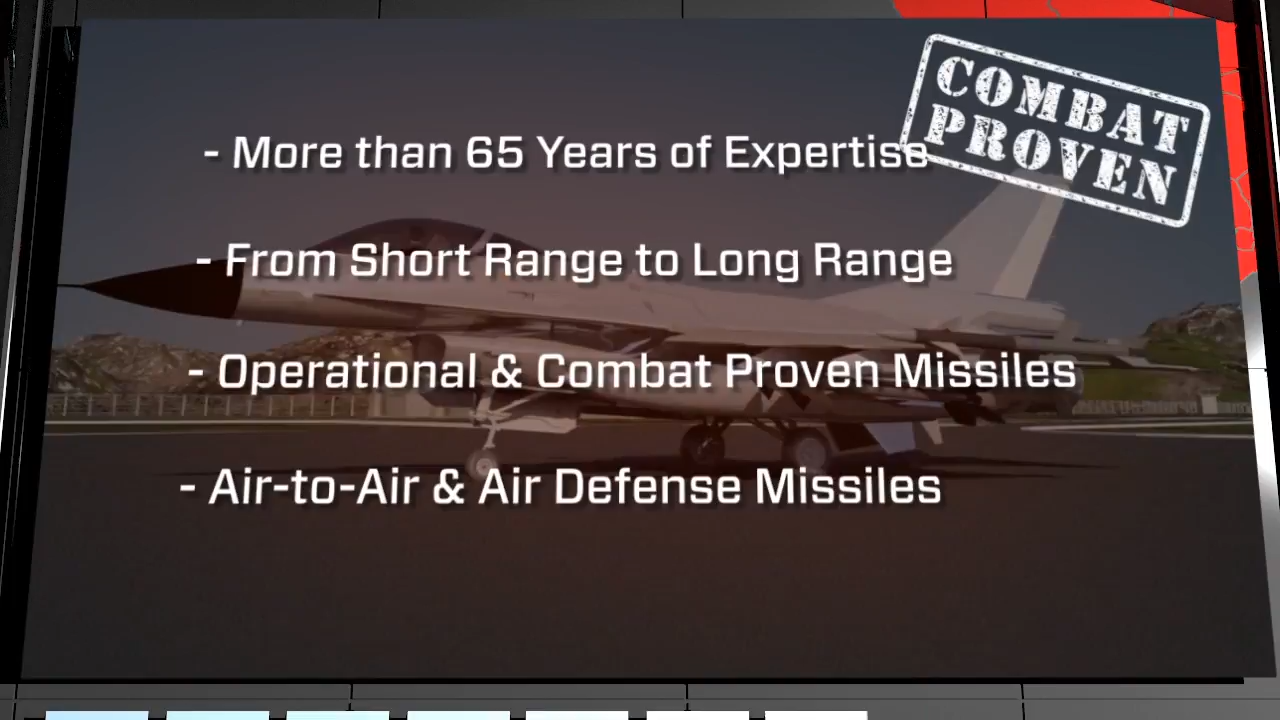 COMBAT
PROVEN
- More than 65 Years of Expertise
- From Short Range to Long Range
- Operational & Combat Proven Missiles
- Air-to-Air & Air Defense Missiles